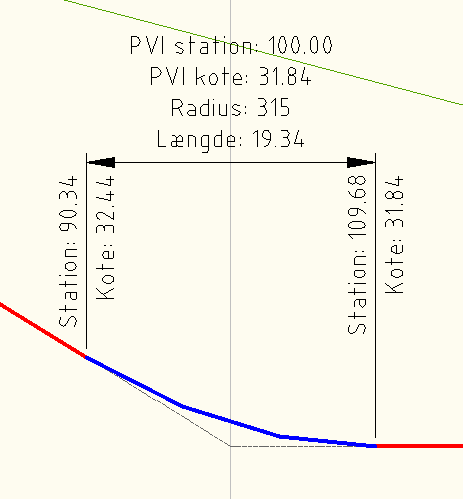 PVI station: 100.00
PVI kote: 31.84
Radius: 315
Længde: 19.34
Station: 90.34
Kote: 32.44
Station: 109.68
Kote: 31.84